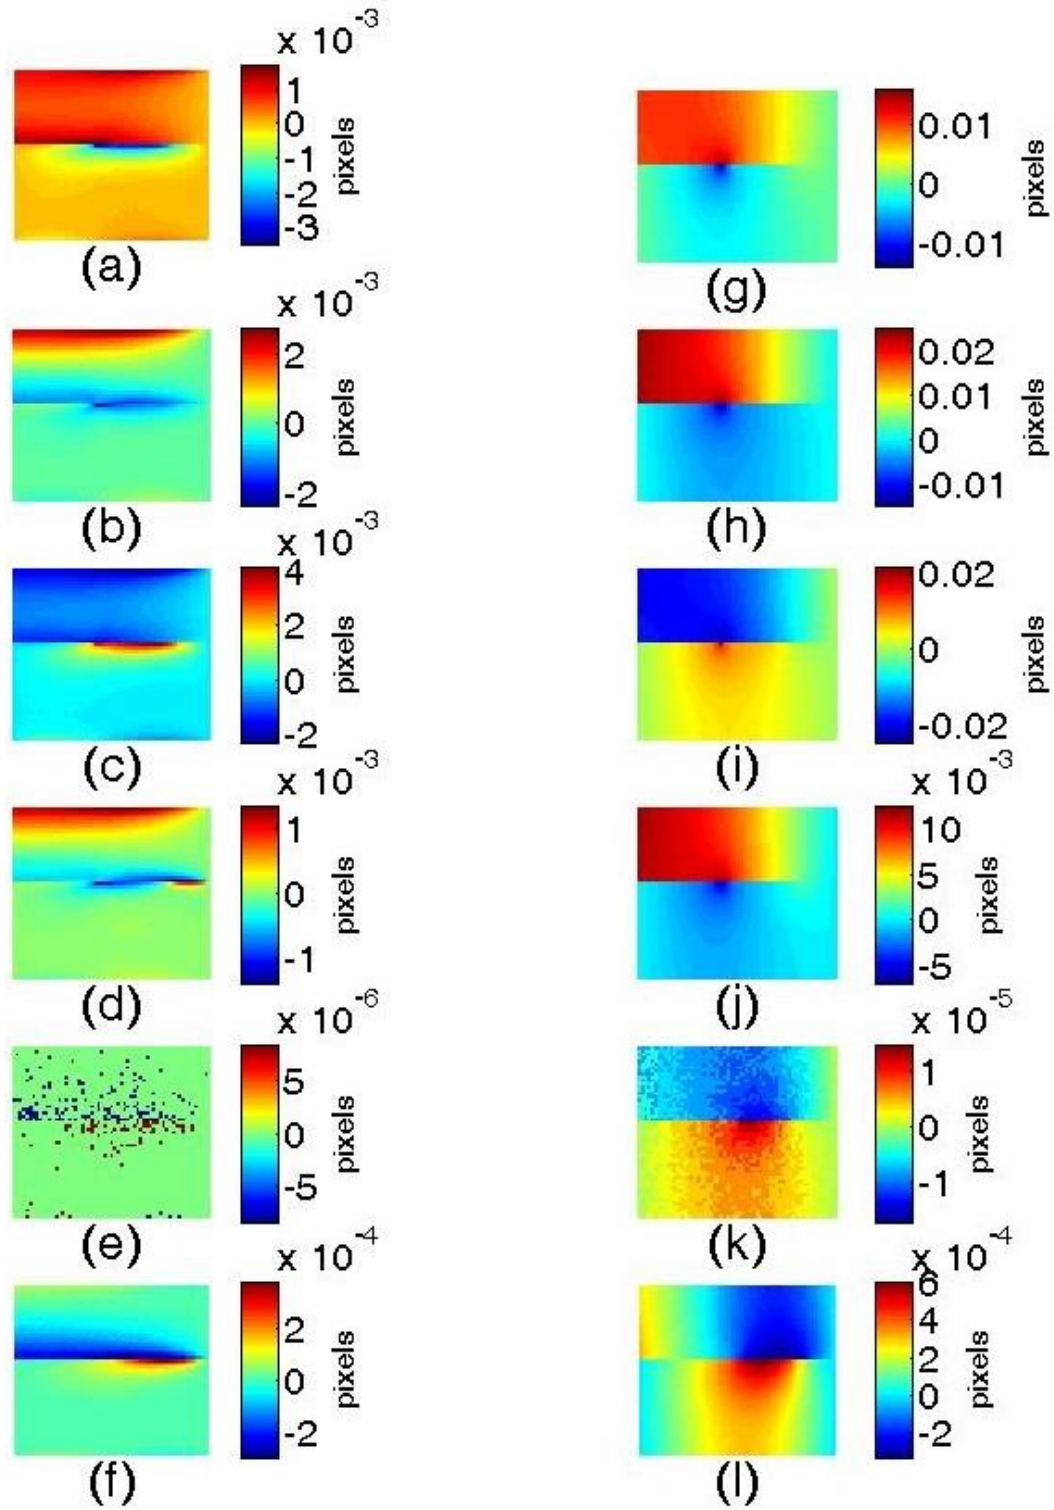 x 10-3
1
0
-1
-2
-3
pixels
(a)
x 10-3
2
0
-2
pixels
(b)
x 10-3
4
2
0
-2
pixels
(c)
x 10-3
1
0
-1
pixels
(d)
x 10-6
5
0
-5
pixels
(e)
x 10-4
2
0
-2
pixels
(f)
0.01
0
-0.01
pixels
(g)
0.02
0.01
0
-0.01
pixels
(h)
0.02
0
-0.02
pixels
(i)
x 10-3
10
5
0
-5
pixels
(j)
x 10-5
1
0
-1
pixels
(k)
x 10-4
6
4
2
0
-2
pixels
(l)